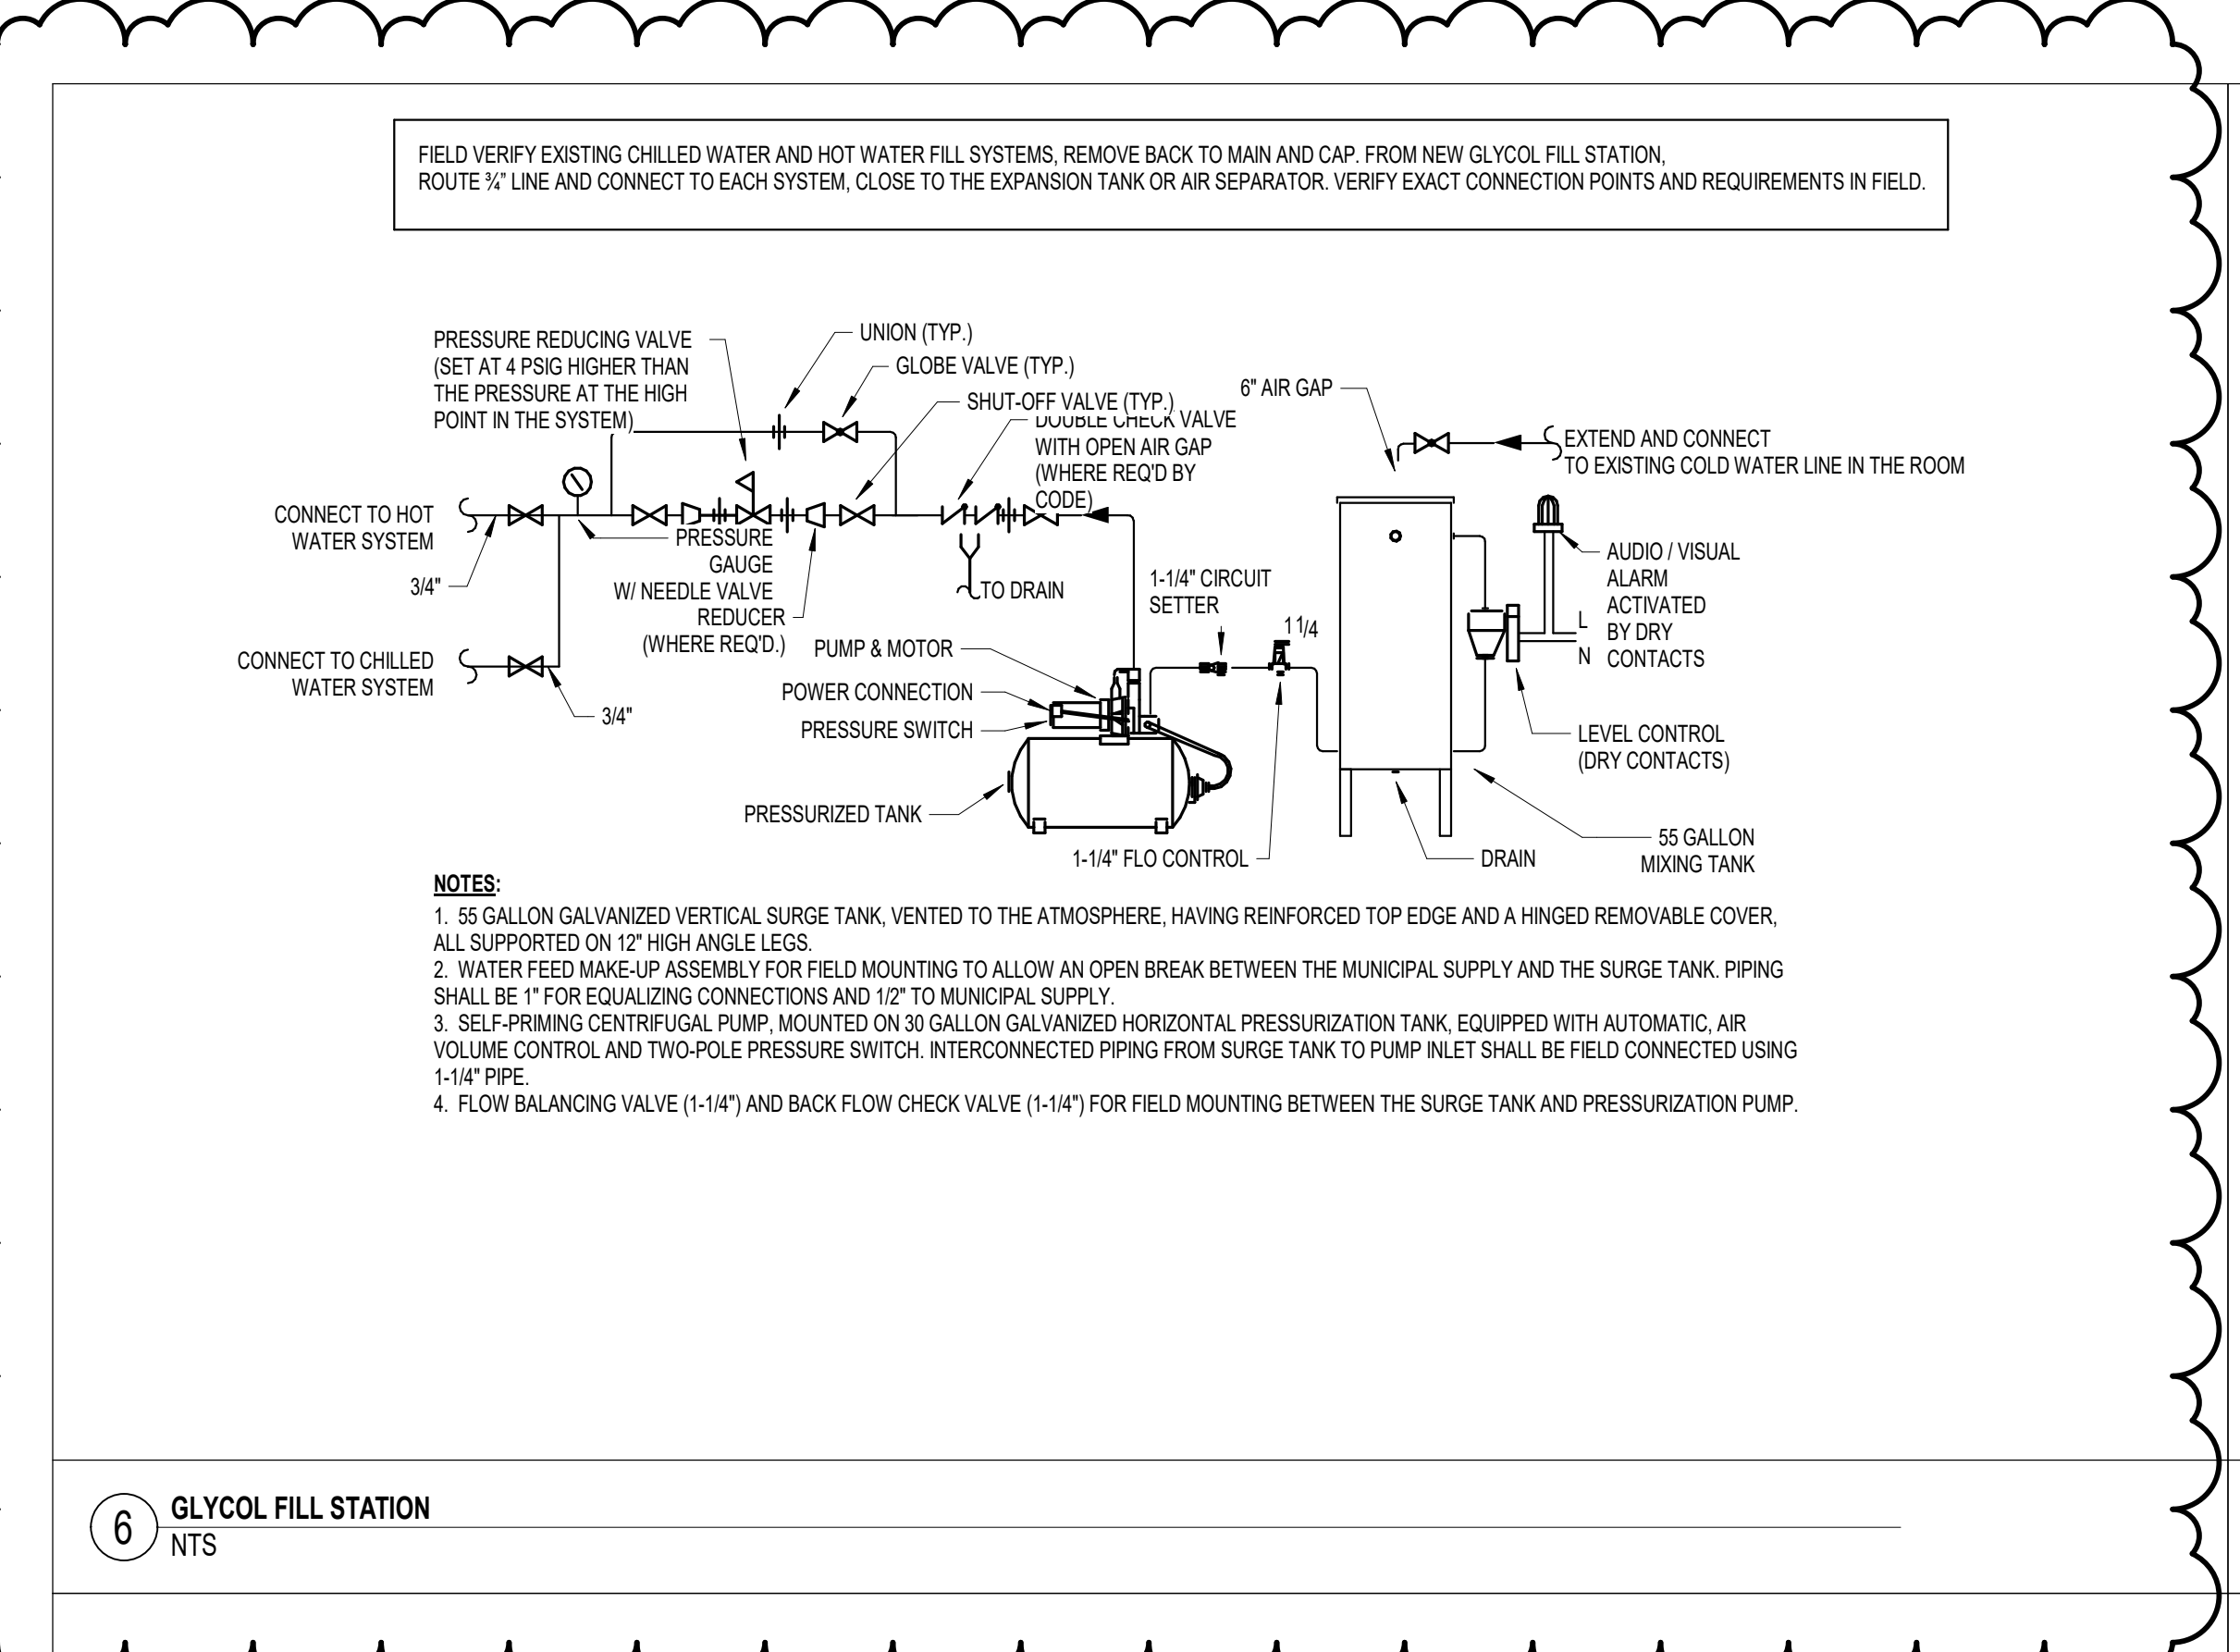 FIELD VERIFY EXISTING CHILLED WATER AND HOT WATER FILL SYSTEMS, REMOVE BACK TO MAIN AND CAP. FROM NEW GLYCOL FILL STATION,
ROUTE ¾” LINE AND CONNECT TO EACH SYSTEM, CLOSE TO THE EXPANSION TANK OR AIR SEPARATOR. VERIFY EXACT CONNECTION POINTS AND REQUIREMENTS IN FIELD.
PRESSURE REDUCING VALVE
(SET AT 4 PSIG HIGHER THAN
THE PRESSURE AT THE HIGH
POINT IN THE SYSTEM)
UNION (TYP.)
GLOBE VALVE (TYP.)
SHUT-OFF VALVE (TYP.)
DOUBLE CHECK VALVE
WITH OPEN AIR GAP
(WHERE REQ'D BY
CODE)
6" AIR GAP
EXTEND AND CONNECT
TO EXISTING COLD WATER LINE IN THE ROOM
CONNECT TO HOT
WATER SYSTEM
3/4"
CONNECT TO CHILLED
WATER SYSTEM
3/4"
PRESSURE
GAUGE
W/ NEEDLE VALVE
REDUCER
(WHERE REQ'D.)
TO DRAIN
1-1/4" CIRCUIT
SETTER
1 1/4
AUDIO / VISUAL
ALARM
ACTIVATED
BY DRY
CONTACTS
L
N
PUMP & MOTOR
POWER CONNECTION
PRESSURE SWITCH
PRESSURIZED TANK
LEVEL CONTROL
(DRY CONTACTS)
1-1/4" FLO CONTROL
DRAIN
55 GALLON
MIXING TANK
NOTES:
1. 55 GALLON GALVANIZED VERTICAL SURGE TANK, VENTED TO THE ATMOSPHERE, HAVING REINFORCED TOP EDGE AND A HINGED REMOVABLE COVER,
ALL SUPPORTED ON 12" HIGH ANGLE LEGS.
2. WATER FEED MAKE-UP ASSEMBLY FOR FIELD MOUNTING TO ALLOW AN OPEN BREAK BETWEEN THE MUNICIPAL SUPPLY AND THE SURGE TANK. PIPING
SHALL BE 1" FOR EQUALIZING CONNECTIONS AND 1/2" TO MUNICIPAL SUPPLY.
3. SELF-PRIMING CENTRIFUGAL PUMP, MOUNTED ON 30 GALLON GALVANIZED HORIZONTAL PRESSURIZATION TANK, EQUIPPED WITH AUTOMATIC, AIR
VOLUME CONTROL AND TWO-POLE PRESSURE SWITCH. INTERCONNECTED PIPING FROM SURGE TANK TO PUMP INLET SHALL BE FIELD CONNECTED USING
1-1/4" PIPE.
4. FLOW BALANCING VALVE (1-1/4") AND BACK FLOW CHECK VALVE (1-1/4") FOR FIELD MOUNTING BETWEEN THE SURGE TANK AND PRESSURIZATION PUMP.
6
GLYCOL FILL STATION
NTS